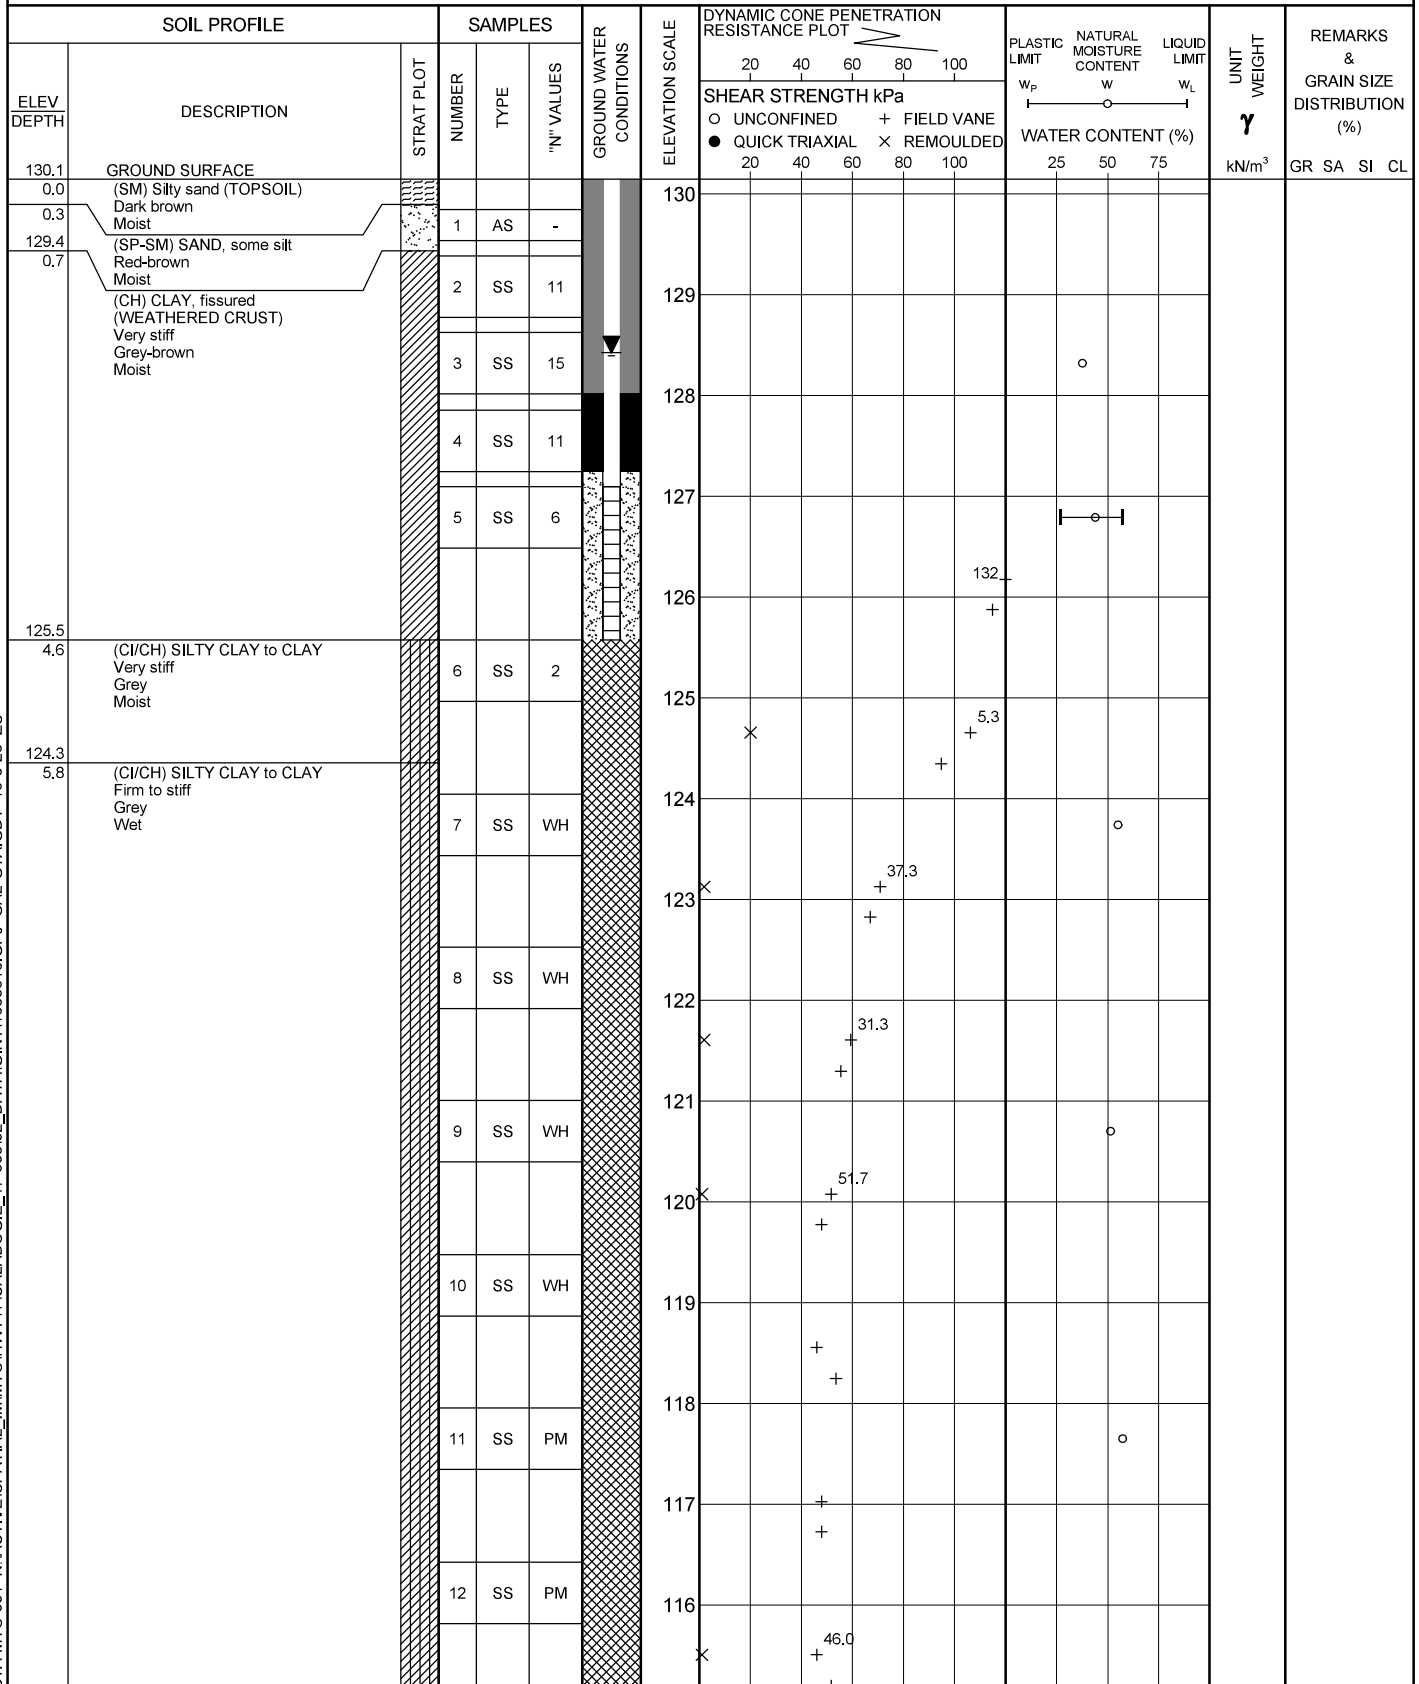 SOIL PROFILE
SAMPLES
GROUND WATER CONDITIONS
ELEVATION SCALE
DYNAMIC CONE PENETRATION
RESISTANCE PLOT
20 40 60 80 100
SHEAR STRENGTH kPa
o UNCONFINED + FIELD VANE
● QUICK TRIAXIAL × REMOULDED
20 40 60 80 100
PLASTIC LIMIT
NATURAL MOISTURE CONTENT
LIQUID LIMIT
wP w wL
WATER CONTENT (%)
25 50 75
UNIT WEIGHT
γ
kN/m³
REMARKS
&
GRAIN SIZE
DISTRIBUTION
(%)
GR SA SI CL
ELEV
DEPTH
DESCRIPTION
STRAT PLOT
NUMBER
TYPE
"N" VALUES
130.1 GROUND SURFACE
0.0 (SM) Silty sand (TOPSOIL)
Dark brown
0.3 Moist
129.4 (SP-SM) SAND, some silt
0.7 Red-brown
Moist
(CH) CLAY, fissured
(WEATHERED CRUST)
Very stiff
Grey-brown
Moist
125.5
4.6 (CI/CH) SILTY CLAY to CLAY
Very stiff
Grey
Moist
124.3
5.8 (CI/CH) SILTY CLAY to CLAY
Firm to stiff
Grey
Wet
1 AS -
2 SS 11
3 SS 15
4 SS 11
5 SS 6
6 SS 2
7 SS WH
8 SS WH
9 SS WH
10 SS WH
11 SS PM
12 SS PM
130
129
128
127
126
125
124
123
122
121
120
119
118
117
116
132
5.3
37.3
31.3
51.7
46.0